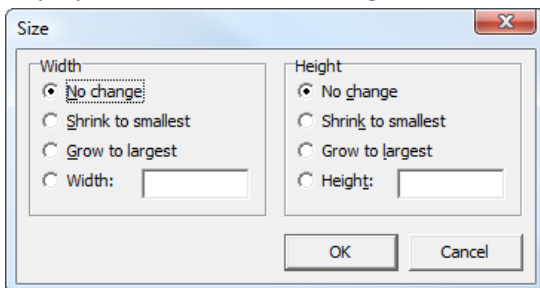 Size
Width
No change
Shrink to smallest
Grow to largest
Width:
Height
No change
Shrink to smallest
Grow to largest
Height:
OK
Cancel